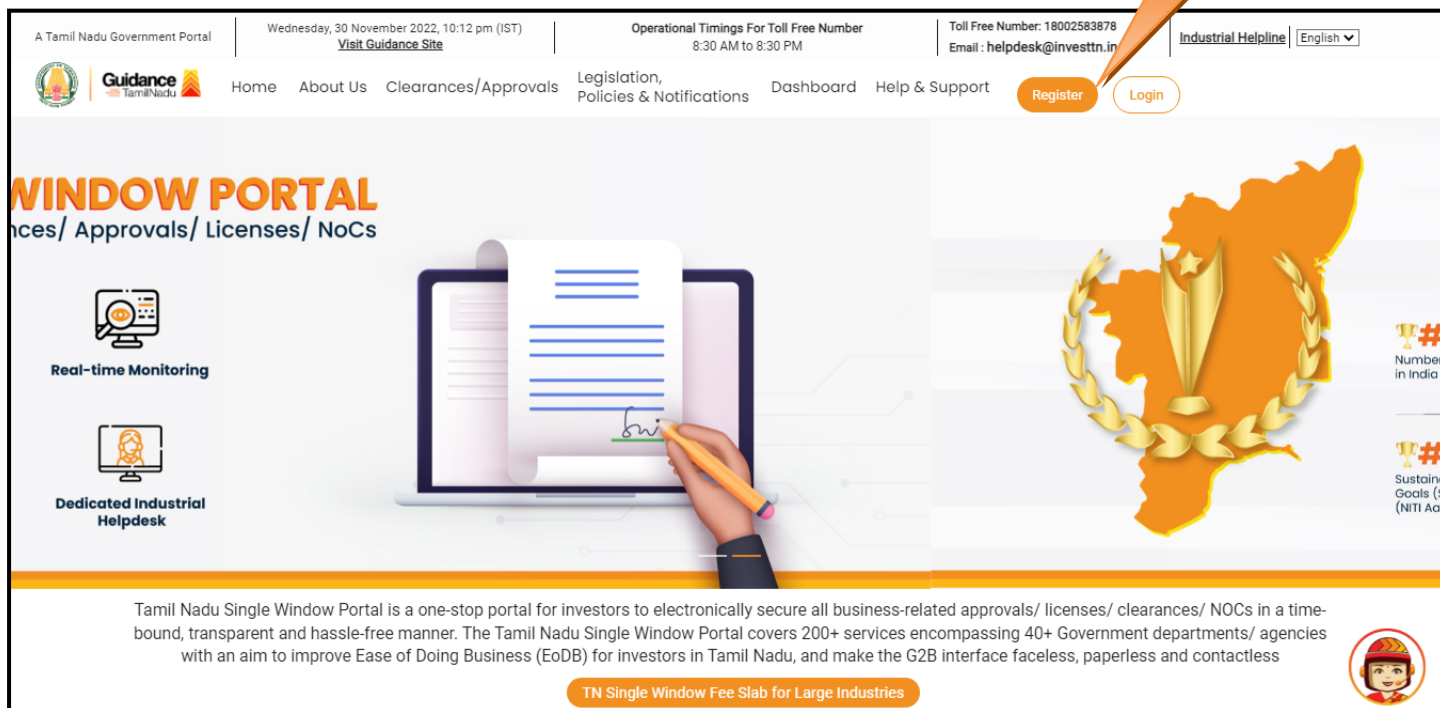 A Tamil Nadu Government Portal
Wednesday, 30 November 2022, 10:12 pm (IST)
Visit Guidance Site
Operational Timings For Toll Free Number
8:30 AM to 8:30 PM
Toll Free Number: 18002583878
Email : helpdesk@investtn.in
Industrial Helpline
English
Guidance
TamilNadu
Home
About Us
Clearances/Approvals
Legislation,
Policies & Notifications
Dashboard
Help & Support
Register
Login
WINDOW PORTAL
nces/ Approvals/ Licenses/ NoCs
Real-time Monitoring
Dedicated Industrial
Helpdesk
#
Number
in India
#
Sustain
Goals (S
(NITI Aa
Tamil Nadu Single Window Portal is a one-stop portal for investors to electronically secure all business-related approvals/ licenses/ clearances/ NOCs in a time-
bound, transparent and hassle-free manner. The Tamil Nadu Single Window Portal covers 200+ services encompassing 40+ Government departments/ agencies
with an aim to improve Ease of Doing Business (EoDB) for investors in Tamil Nadu, and make the G2B interface faceless, paperless and contactless
TN Single Window Fee Slab for Large Industries